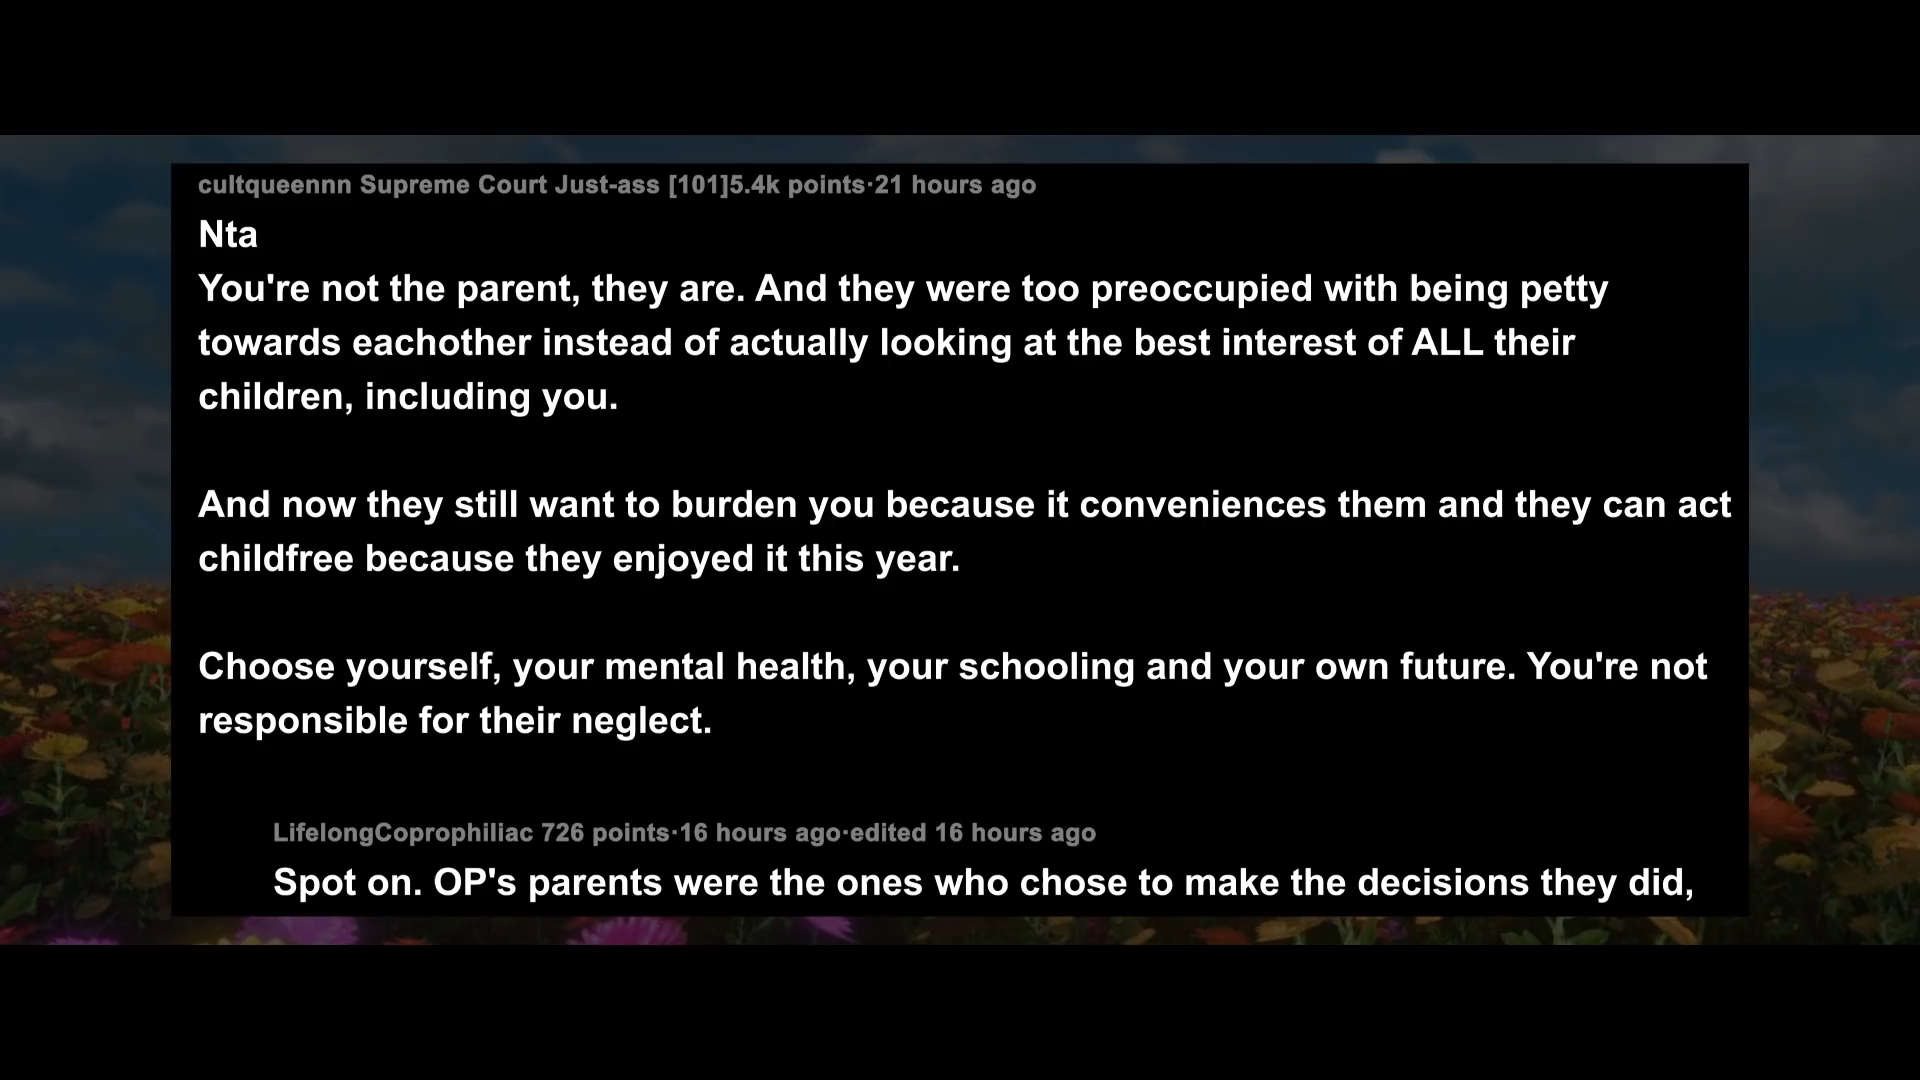 cultqueennn Supreme Court Just-ass [101]5.4k points·21 hours ago
Nta
You're not the parent, they are. And they were too preoccupied with being petty
towards eachother instead of actually looking at the best interest of ALL their
children, including you.
And now they still want to burden you because it conveniences them and they can act
childfree because they enjoyed it this year.
Choose yourself, your mental health, your schooling and your own future. You're not
responsible for their neglect.
LifelongCoprophiliac 726 points·16 hours ago·edited 16 hours ago
Spot on. OP's parents were the ones who chose to make the decisions they did,